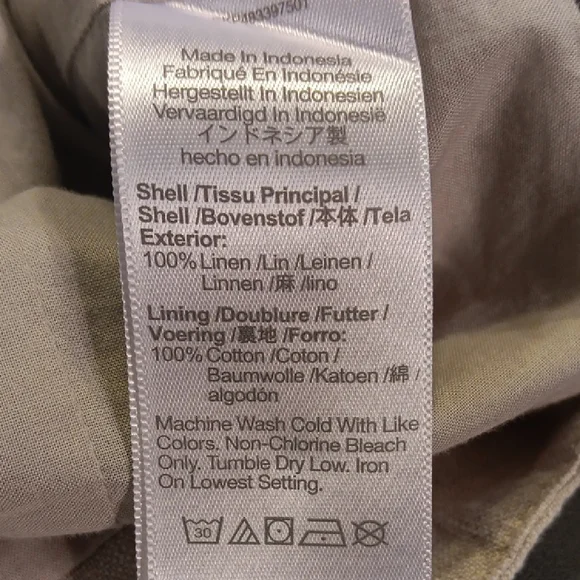 Made In Indonesia
Fabriqué En Indonésie
Hergestellt In Indonesien
Vervaardigd In Indonesië
インドネシア製
hecho en indonesia
Shell /Tissu Principal /
Shell /Bovenstof /本体 /Tela
Exterior:
100% Linen /Lin /Leinen /
Linnen /麻 /lino
Lining /Doublure /Futter /
Voering /裏地 /Forro:
100% Cotton /Coton /
Baumwolle /Katoen /綿 /
algodón
Machine Wash Cold With Like
Colors. Non-Chlorine Bleach
Only. Tumble Dry Low. Iron
On Lowest Setting.
30